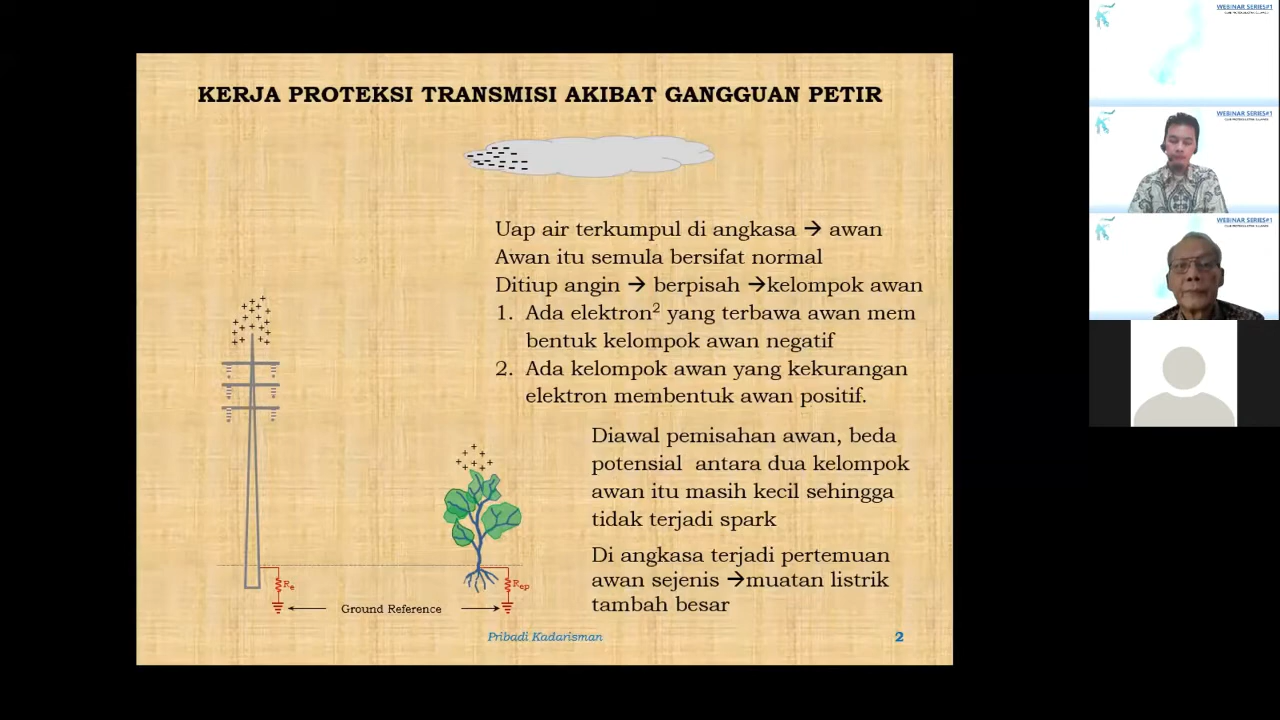 KERJA PROTEKSI TRANSMISI AKIBAT GANGGUAN PETIR
Uap air terkumpul di angkasa → awan
Awan itu semula bersifat normal
Ditiup angin → berpisah →kelompok awan
1. Ada elektron² yang terbawa awan mem
bentuk kelompok awan negatif
2. Ada kelompok awan yang kekurangan
elektron membentuk awan positif.
Diawal pemisahan awan, beda
potensial antara dua kelompok
awan itu masih kecil sehingga
tidak terjadi spark
Di angkasa terjadi pertemuan
awan sejenis →muatan listrik
tambah besar
Re
Rep
Ground Reference
Pribadi Kadarisman
2
WEBINAR SERIES#1
WEBINAR SERIES#1
WEBINAR SERIES#1